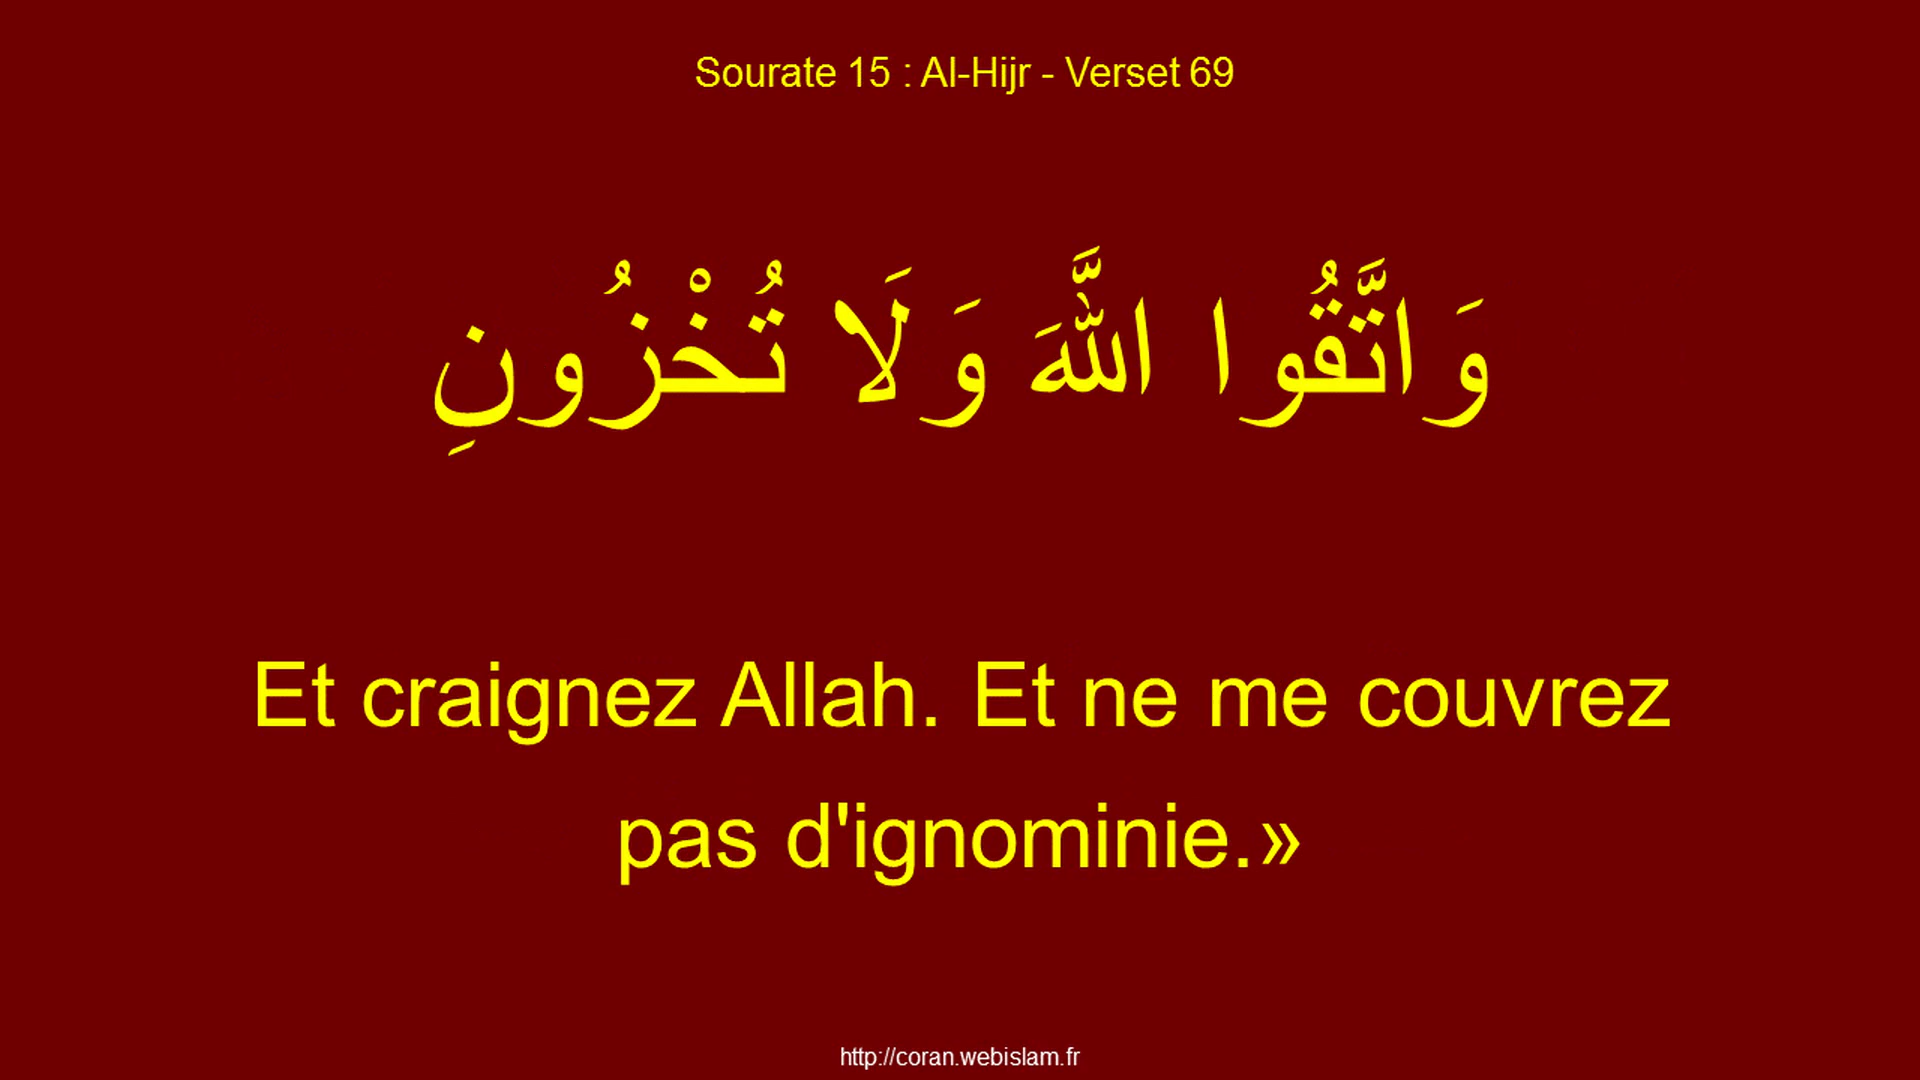 Sourate 15 : Al-Hijr - Verset 69
وَاتَّقُوا اللَّهَ وَلَا تُخْزُونِ
Et craignez Allah. Et ne me couvrez
pas d'ignominie.»
http://coran.webislam.fr